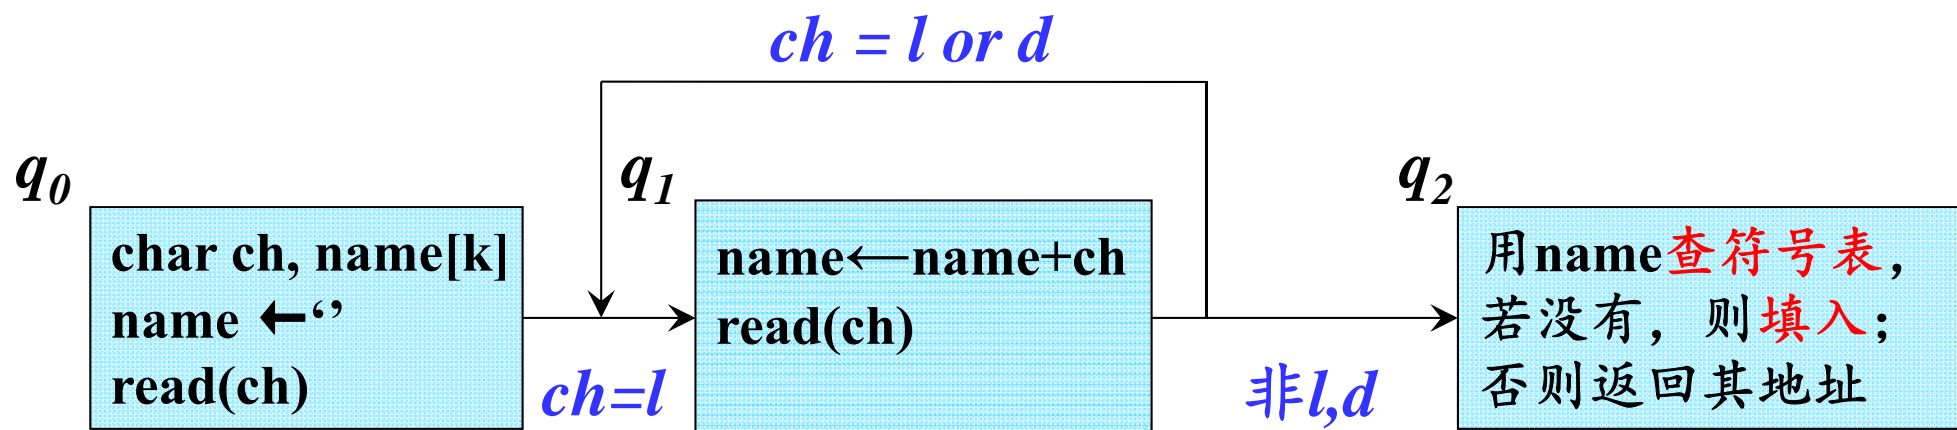 ch = l or d
q0
char ch, name[k]
name ←‘’
read(ch)
ch=l
q1
name←name+ch
read(ch)
非l,d
q2
用name查符号表，
若没有，则填入；
否则返回其地址